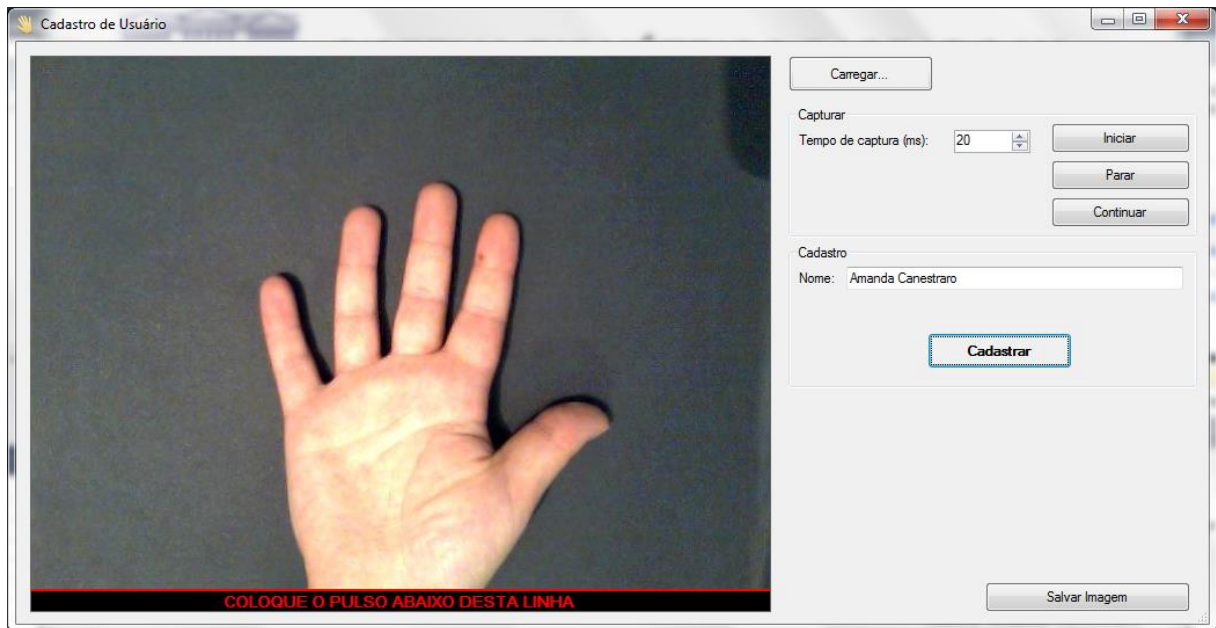 Cadastro de Usuário
Carregar...
Capturar
Tempo de captura (ms): 20
Iniciar
Parar
Continuar
Cadastro
Nome: Amanda Canestraro
Cadastrar
COLOQUE O PULSO ABAIXO DESTA LINHA
Salvar Imagem